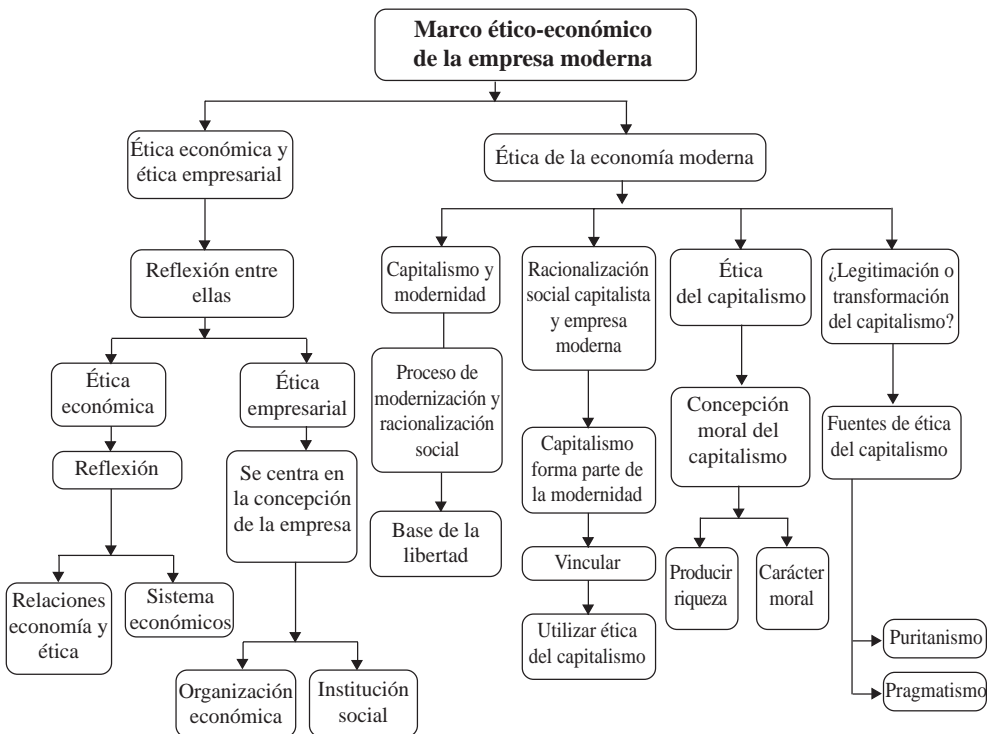 Marco ético-económico
de la empresa moderna
Ética económica y
ética empresarial
Ética de la economía moderna
Reflexión entre
ellas
Capitalismo y
modernidad
Racionalización
social capitalista
y empresa
moderna
Ética
del capitalismo
¿Legitimación o
transformación
del capitalismo?
Ética
económica
Ética
empresarial
Proceso de
modernización y
racionalización
social
Concepción
moral del
capitalismo
Fuentes de ética
del capitalismo
Reflexión
Se centra en
la concepción
de la empresa
Capitalismo
forma parte de
la modernidad
Base de la
libertad
Vincular
Producir
riqueza
Carácter
moral
Relaciones
economía y
ética
Sistema
económicos
Utilizar ética
del capitalismo
Puritanismo
Organización
económica
Institución
social
Pragmatismo